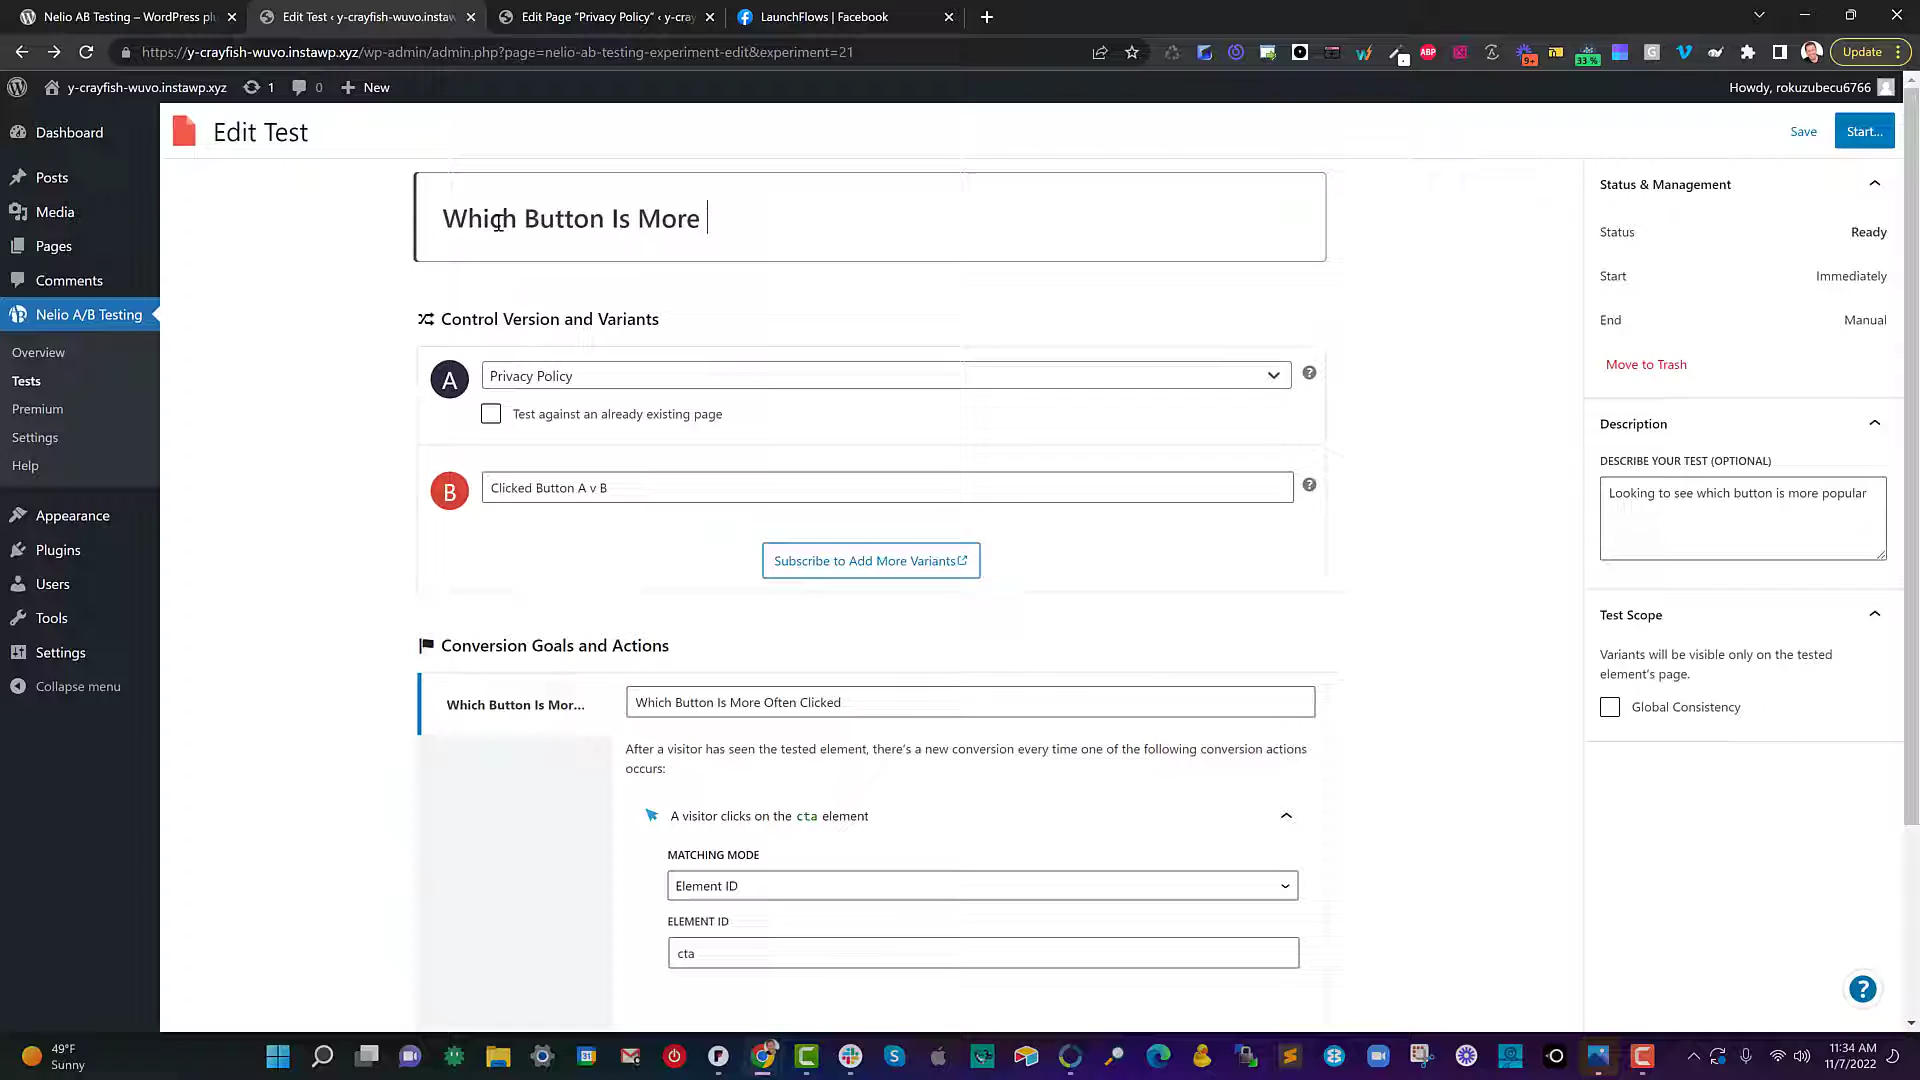 Nelio AB Testing – WordPress plu
Edit Test ‹ y-crayfish-wuvo.instaw
Edit Page "Privacy Policy" ‹ y-cray
LaunchFlows | Facebook
https://y-crayfish-wuvo.instawp.xyz/wp-admin/admin.php?page=nelio-ab-testing-experiment-edit&experiment=21
ABP
9+
33 %
Update
y-crayfish-wuvo.instawp.xyz
1
0
New
Howdy, rokuzubecu6766
Dashboard
Posts
Media
Pages
Comments
Nelio A/B Testing
Overview
Tests
Premium
Settings
Help
Appearance
Plugins
Users
Tools
Settings
Collapse menu
Edit Test
Save
Start...
Which Button Is More
Control Version and Variants
A
Privacy Policy
Test against an already existing page
B
Clicked Button A v B
Subscribe to Add More Variants
Conversion Goals and Actions
Which Button Is Mor...
Which Button Is More Often Clicked
After a visitor has seen the tested element, there's a new conversion every time one of the following conversion actions
occurs:
A visitor clicks on the cta element
MATCHING MODE
Element ID
ELEMENT ID
cta
Status & Management
Status
Ready
Start
Immediately
End
Manual
Move to Trash
Description
DESCRIBE YOUR TEST (OPTIONAL)
Looking to see which button is more popular
Test Scope
Variants will be visible only on the tested
element's page.
Global Consistency
49°F
Sunny
11:34 AM
11/7/2022